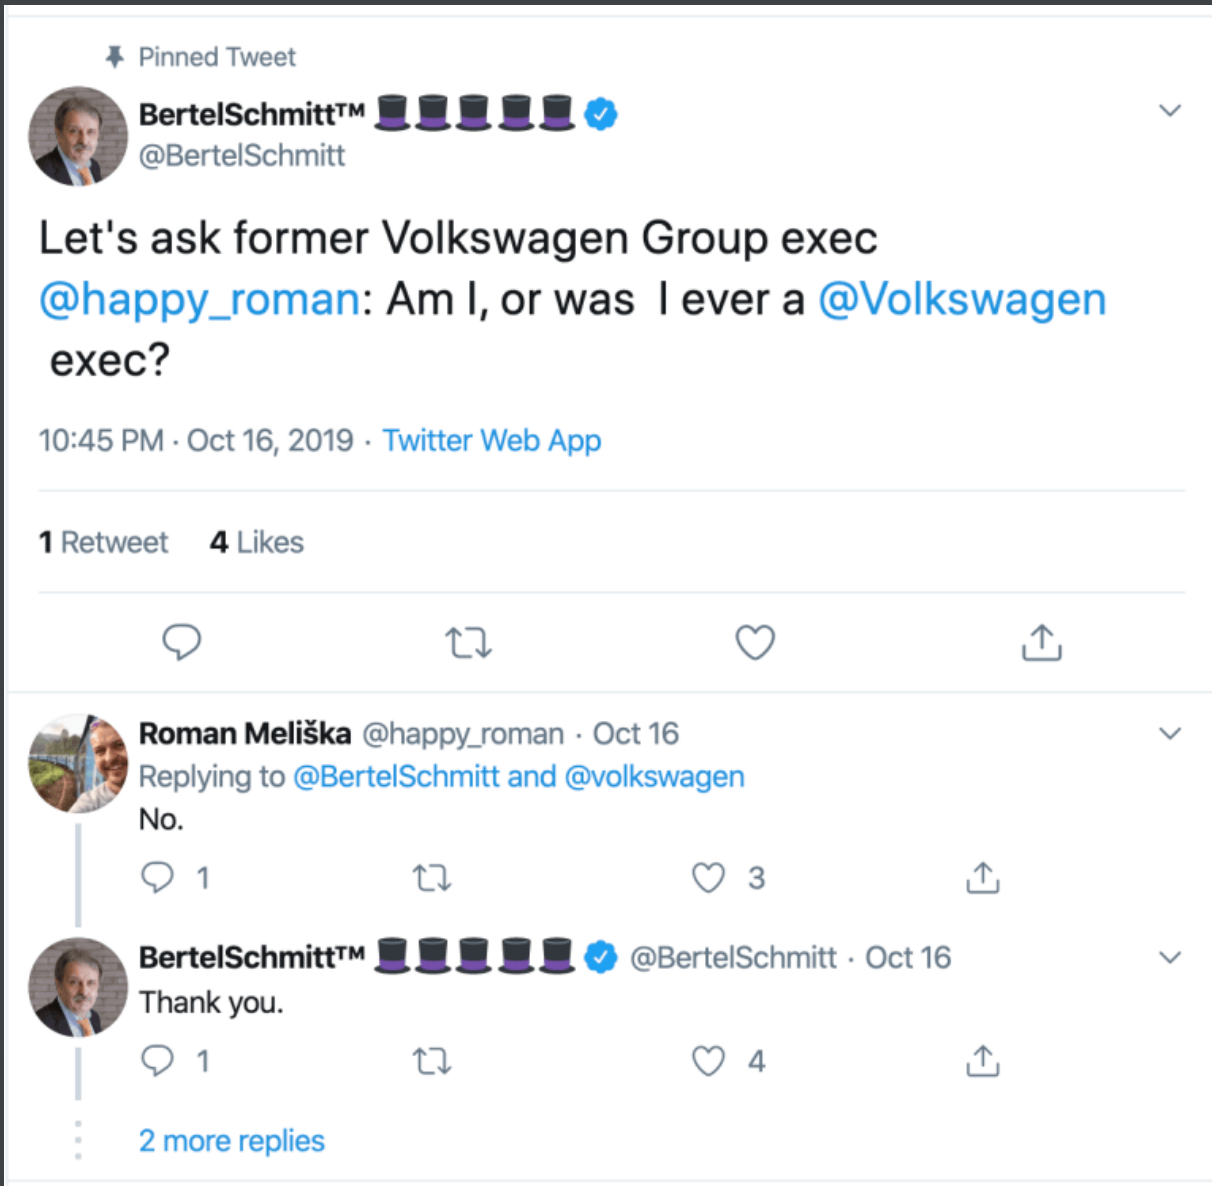 Pinned Tweet
BertelSchmitt™ 🎩🎩🎩🎩🎩
@BertelSchmitt
Let's ask former Volkswagen Group exec
@happy_roman: Am I, or was  I ever a @Volkswagen
exec?
10:45 PM · Oct 16, 2019 · Twitter Web App
1 Retweet 4 Likes
Roman Meliška @happy_roman · Oct 16
Replying to @BertelSchmitt and @volkswagen
No.
1 3
BertelSchmitt™ 🎩🎩🎩🎩🎩 @BertelSchmitt · Oct 16
Thank you.
1 4
2 more replies